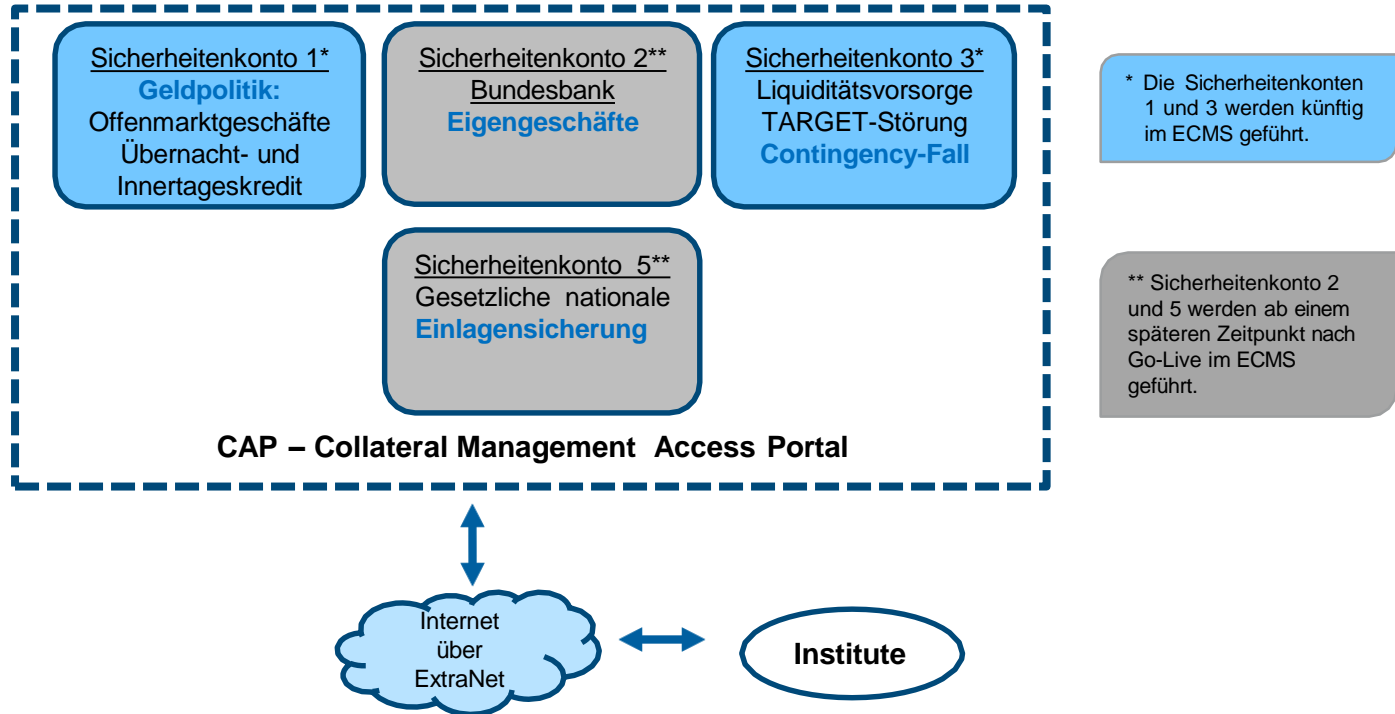 Sicherheitenkonto 1*
Geldpolitik:
Offenmarktgeschäfte
Übernacht- und
Innertageskredit
Sicherheitenkonto 2**
Bundesbank
Eigengeschäfte
Sicherheitenkonto 3*
Liquiditätsvorsorge
TARGET-Störung
Contingency-Fall
* Die Sicherheitenkonten
1 und 3 werden künftig
im ECMS geführt.
Sicherheitenkonto 5**
Gesetzliche nationale
Einlagensicherung
** Sicherheitenkonto 2
und 5 werden ab einem
späteren Zeitpunkt nach
Go-Live im ECMS
geführt.
CAP – Collateral Management Access Portal
Internet
über
ExtraNet
Institute